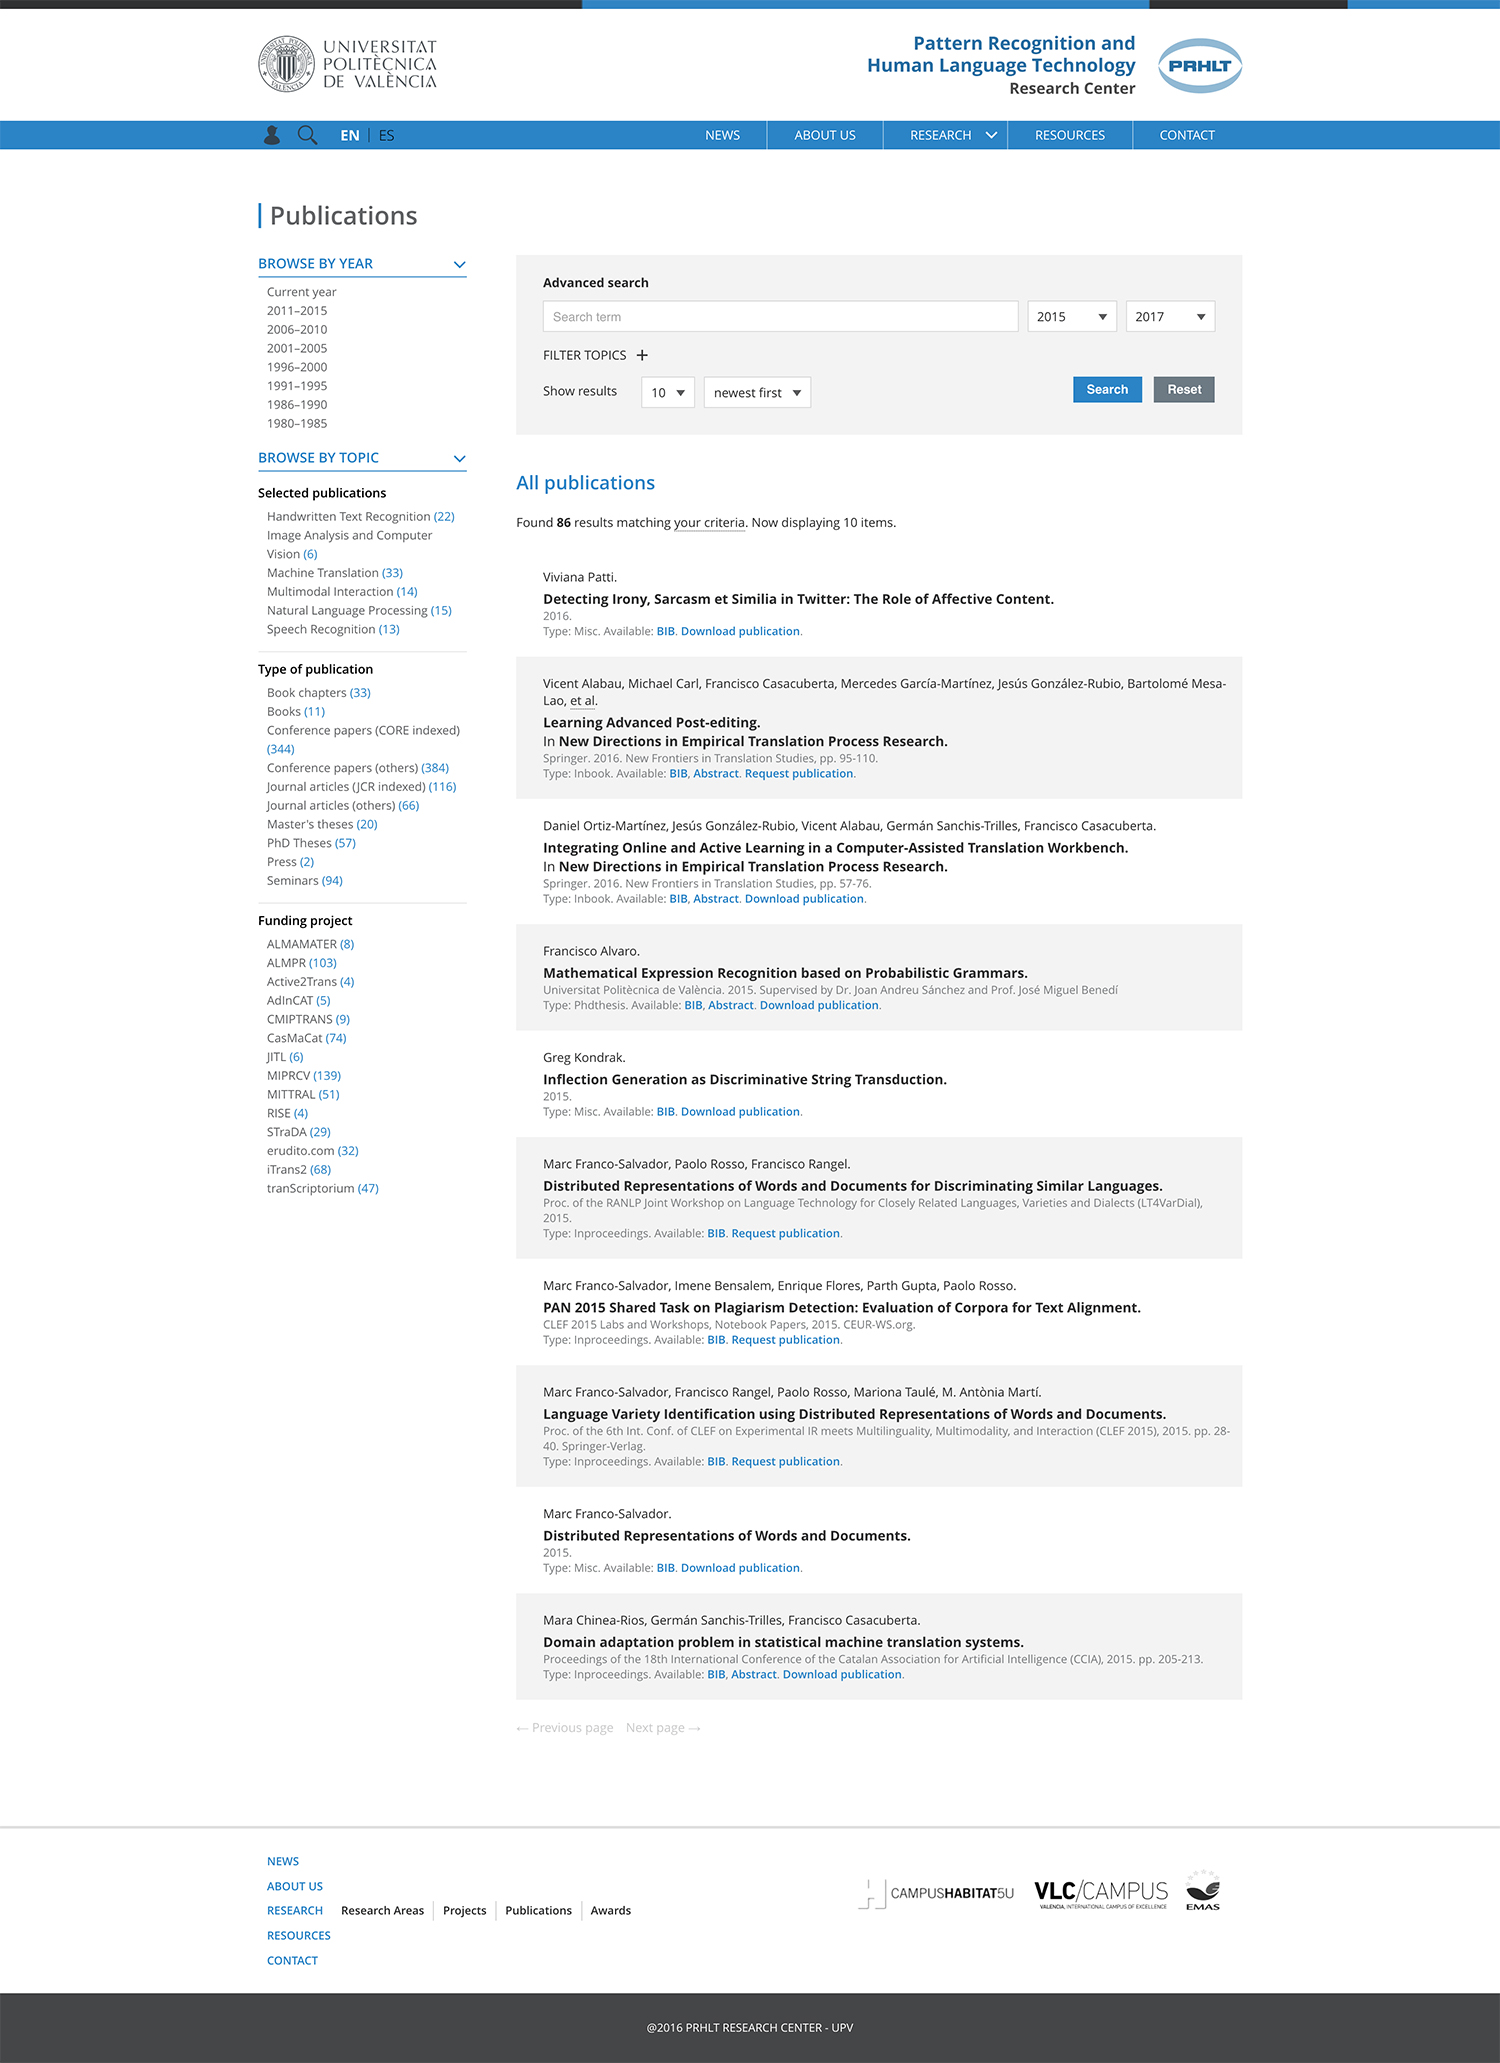 UNIVERSITAT
POLITÈCNICA
DE VALÈNCIA
Pattern Recognition and
Human Language Technology
Research Center
PRHLT
EN | ES
NEWS
ABOUT US
RESEARCH
RESOURCES
CONTACT
Publications
BROWSE BY YEAR
Current year
2011–2015
2006–2010
2001–2005
1996–2000
1991–1995
1986–1990
1980–1985
BROWSE BY TOPIC
Selected publications
Handwritten Text Recognition (22)
Image Analysis and Computer
Vision (6)
Machine Translation (33)
Multimodal Interaction (14)
Natural Language Processing (15)
Speech Recognition (13)
Type of publication
Book chapters (33)
Books (11)
Conference papers (CORE indexed)
(344)
Conference papers (others) (384)
Journal articles (JCR indexed) (116)
Journal articles (others) (66)
Master's theses (20)
PhD Theses (57)
Press (2)
Seminars (94)
Funding project
ALMAMATER (8)
ALMPR (103)
Active2Trans (4)
AdInCAT (5)
CMIPTRANS (9)
CasMaCat (74)
JITL (6)
MIPRCV (139)
MITTRAL (51)
RISE (4)
STraDA (29)
erudito.com (32)
iTrans2 (68)
tranScriptorium (47)
Advanced search
Search term
2015
2017
FILTER TOPICS +
Show results
10
newest first
Search
Reset
All publications
Found 86 results matching your criteria. Now displaying 10 items.
Viviana Patti.
Detecting Irony, Sarcasm et Similia in Twitter: The Role of Affective Content.
2016.
Type: Misc. Available: BIB. Download publication.
Vicent Alabau, Michael Carl, Francisco Casacuberta, Mercedes García-Martínez, Jesús González-Rubio, Bartolomé Mesa-
Lao, et al.
Learning Advanced Post-editing.
In New Directions in Empirical Translation Process Research.
Springer. 2016. New Frontiers in Translation Studies, pp. 95-110.
Type: Inbook. Available: BIB, Abstract. Request publication.
Daniel Ortiz-Martínez, Jesús González-Rubio, Vicent Alabau, Germán Sanchis-Trilles, Francisco Casacuberta.
Integrating Online and Active Learning in a Computer-Assisted Translation Workbench.
In New Directions in Empirical Translation Process Research.
Springer. 2016. New Frontiers in Translation Studies, pp. 57-76.
Type: Inbook. Available: BIB, Abstract. Download publication.
Francisco Alvaro.
Mathematical Expression Recognition based on Probabilistic Grammars.
Universitat Politècnica de València. 2015. Supervised by Dr. Joan Andreu Sánchez and Prof. José Miguel Benedí
Type: Phdthesis. Available: BIB, Abstract. Download publication.
Greg Kondrak.
Inflection Generation as Discriminative String Transduction.
2015.
Type: Misc. Available: BIB. Download publication.
Marc Franco-Salvador, Paolo Rosso, Francisco Rangel.
Distributed Representations of Words and Documents for Discriminating Similar Languages.
Proc. of the RANLP Joint Workshop on Language Technology for Closely Related Languages, Varieties and Dialects (LT4VarDial),
2015.
Type: Inproceedings. Available: BIB. Request publication.
Marc Franco-Salvador, Imene Bensalem, Enrique Flores, Parth Gupta, Paolo Rosso.
PAN 2015 Shared Task on Plagiarism Detection: Evaluation of Corpora for Text Alignment.
CLEF 2015 Labs and Workshops, Notebook Papers, 2015. CEUR-WS.org.
Type: Inproceedings. Available: BIB. Request publication.
Marc Franco-Salvador, Francisco Rangel, Paolo Rosso, Mariona Taulé, M. Antònia Martí.
Language Variety Identification using Distributed Representations of Words and Documents.
Proc. of the 6th Int. Conf. of CLEF on Experimental IR meets Multilinguality, Multimodality, and Interaction (CLEF 2015), 2015. pp. 28-
40. Springer-Verlag.
Type: Inproceedings. Available: BIB. Request publication.
Marc Franco-Salvador.
Distributed Representations of Words and Documents.
2015.
Type: Misc. Available: BIB. Download publication.
Mara Chinea-Rios, Germán Sanchis-Trilles, Francisco Casacuberta.
Domain adaptation problem in statistical machine translation systems.
Proceedings of the 18th International Conference of the Catalan Association for Artificial Intelligence (CCIA), 2015. pp. 205-213.
Type: Inproceedings. Available: BIB, Abstract. Download publication.
← Previous page Next page →
NEWS
ABOUT US
RESEARCH Research Areas Projects Publications Awards
RESOURCES
CONTACT
CAMPUSHABITAT5U
VLC/CAMPUS
VALENCIA, INTERNATIONAL CAMPUS OF EXCELLENCE
EMAS
@2016 PRHLT RESEARCH CENTER - UPV